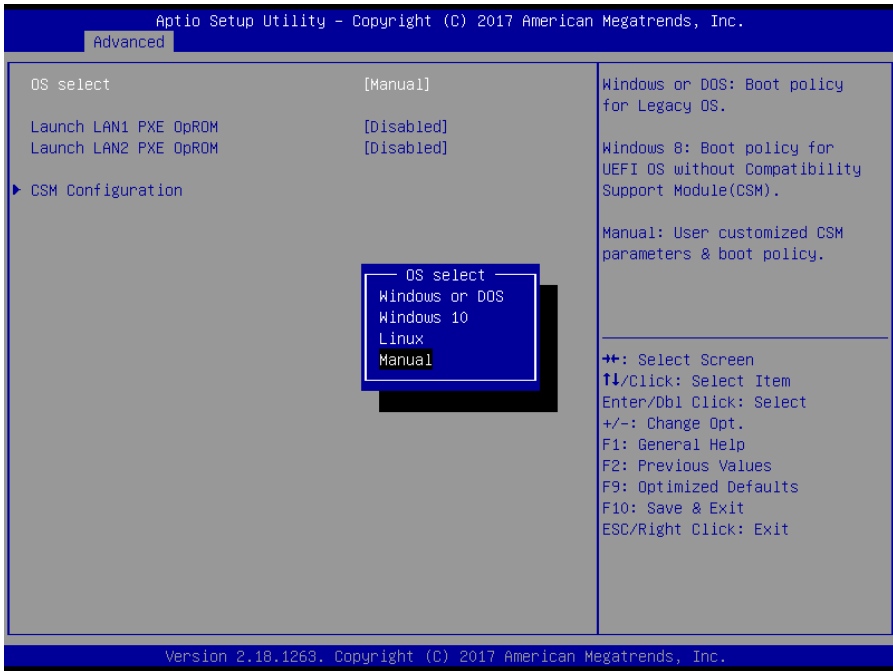 Aptio Setup Utility – Copyright (C) 2017 American Megatrends, Inc.
Advanced
OS select [Manual]
Launch LAN1 PXE OpROM [Disabled]
Launch LAN2 PXE OpROM [Disabled]
▶ CSM Configuration
OS select
Windows or DOS
Windows 10
Linux
Manual
Windows or DOS: Boot policy
for Legacy OS.
Windows 8: Boot policy for
UEFI OS without Compatibility
Support Module(CSM).
Manual: User customized CSM
parameters & boot policy.
→←: Select Screen
↑↓/Click: Select Item
Enter/Dbl Click: Select
+/-: Change Opt.
F1: General Help
F2: Previous Values
F9: Optimized Defaults
F10: Save & Exit
ESC/Right Click: Exit
Version 2.18.1263. Copyright (C) 2017 American Megatrends, Inc.